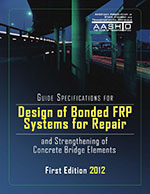 AASHTO
GUIDE SPECIFICATIONS FOR
Design of Bonded FRP
Systems for Repair
and Strengthening of
Concrete Bridge Elements
First Edition 2012